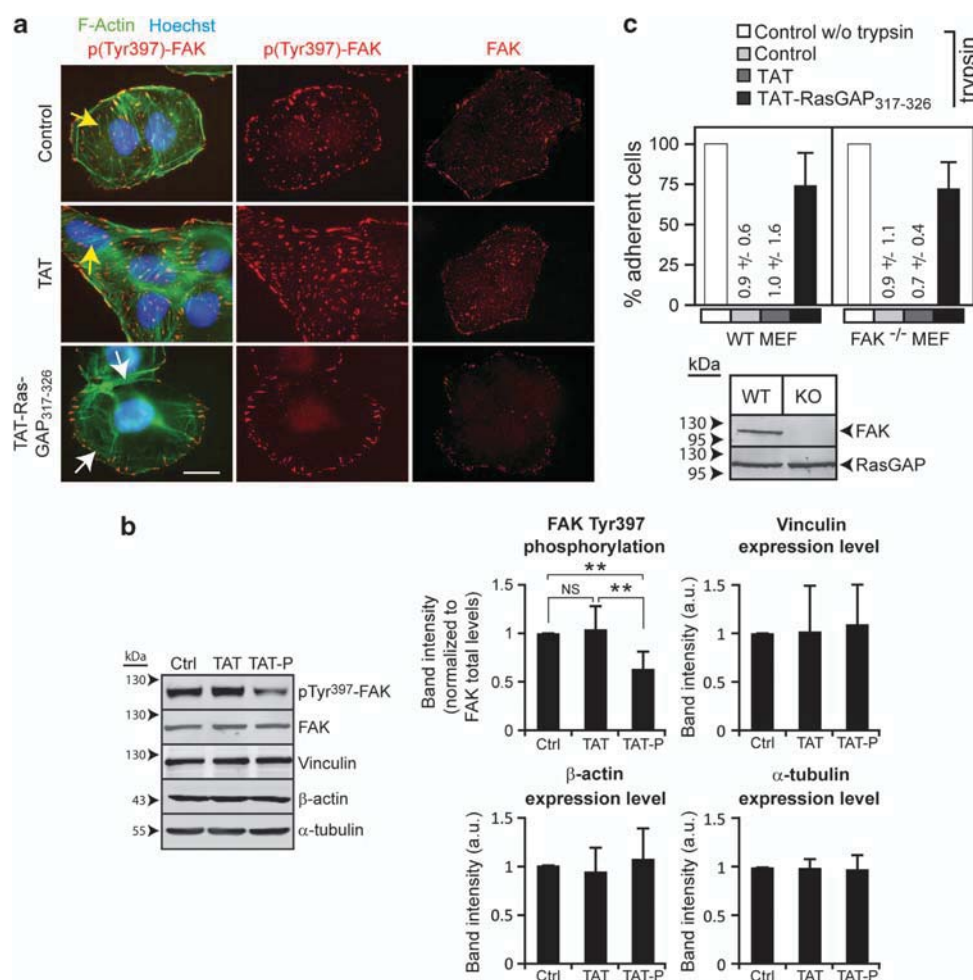 a
F-Actin Hoechst
p(Tyr397)-FAK
p(Tyr397)-FAK
FAK
Control
TAT
TAT-Ras-
GAP317-326
c
Control w/o trypsin
Control
TAT
TAT-RasGAP317-326
trypsin
% adherent cells
100
75
50
25
0
0.9 +/- 0.6
1.0 +/- 1.6
0.9 +/- 1.1
0.7 +/- 0.4
WT MEF
FAK -/- MEF
kDa
WT KO
130
95
FAK
130
95
RasGAP
b
kDa
Ctrl TAT TAT-P
130
pTyr397-FAK
130
FAK
130
Vinculin
43
β-actin
55
α-tubulin
FAK Tyr397
phosphorylation
Band intensity
(normalized to
FAK total levels)
1.5
1
0.5
0
**
NS
**
Ctrl TAT TAT-P
Vinculin
expression level
Band intensity (a.u.)
1.5
1
0.5
0
Ctrl TAT TAT-P
β-actin
expression level
Band intensity (a.u.)
1.5
1
0.5
0
Ctrl TAT TAT-P
α-tubulin
expression level
Band intensity (a.u.)
1.5
1
0.5
0
Ctrl TAT TAT-P